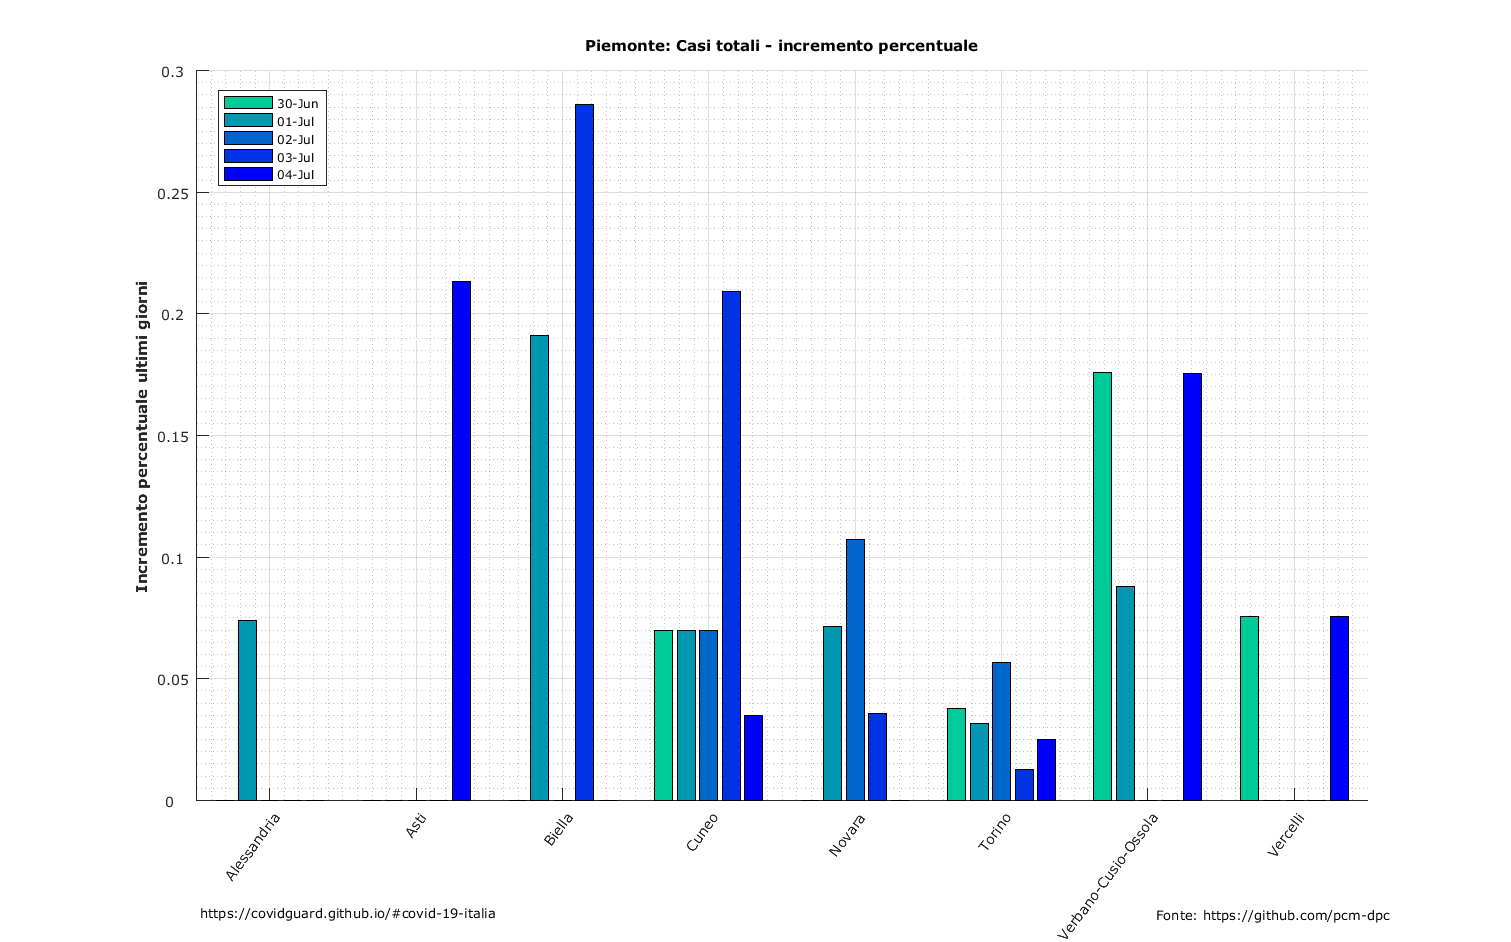 Piemonte: Casi totali - incremento percentuale
30-Jun
01-Jul
02-Jul
03-Jul
04-Jul
Incremento percentuale ultimi giorni
0.3
0.25
0.2
0.15
0.1
0.05
0
Alessandria
Asti
Biella
Cuneo
Novara
Torino
Verbano-Cusio-Ossola
Vercelli
https://covidguard.github.io/#covid-19-italia
Fonte: https://github.com/pcm-dpc